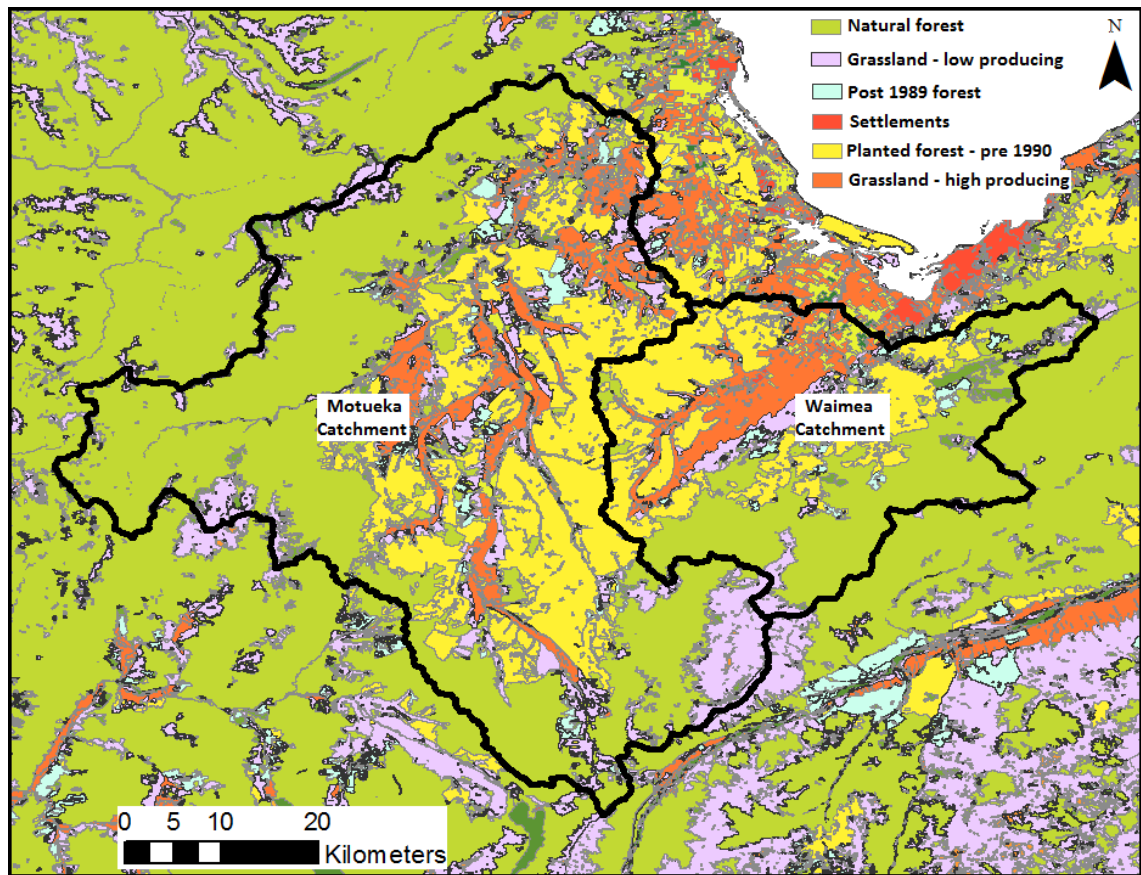 Natural forest
N
Grassland - low producing
Post 1989 forest
Settlements
Planted forest - pre 1990
Grassland - high producing
Motueka
Catchment
Waimea
Catchment
0 5 10 20
Kilometers